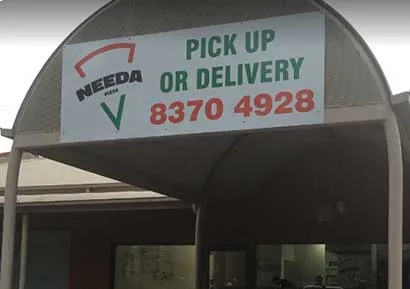 NEEDA
PIZZA
PICK UP
OR DELIVERY
8370 4928